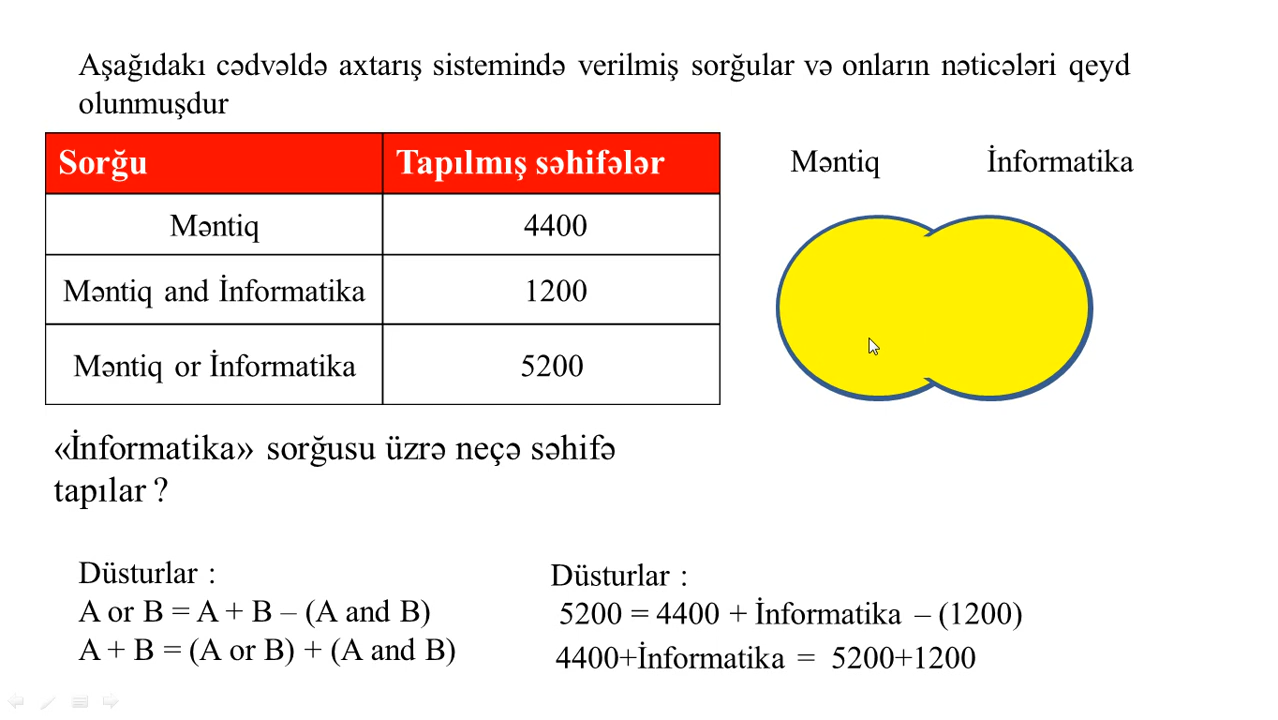 Aşağıdakı cədvəldə axtarış sistemində verilmiş sorğular və onların nəticələri qeyd
olunmuşdur
Sorğu Tapılmış səhifələr
Məntiq 4400
Məntiq and İnformatika 1200
Məntiq or İnformatika 5200
Məntiq İnformatika
«İnformatika» sorğusu üzrə neçə səhifə
tapılar ?
Düsturlar :
A or B = A + B – (A and B)
A + B = (A or B) + (A and B)
Düsturlar :
5200 = 4400 + İnformatika – (1200)
4400+İnformatika = 5200+1200